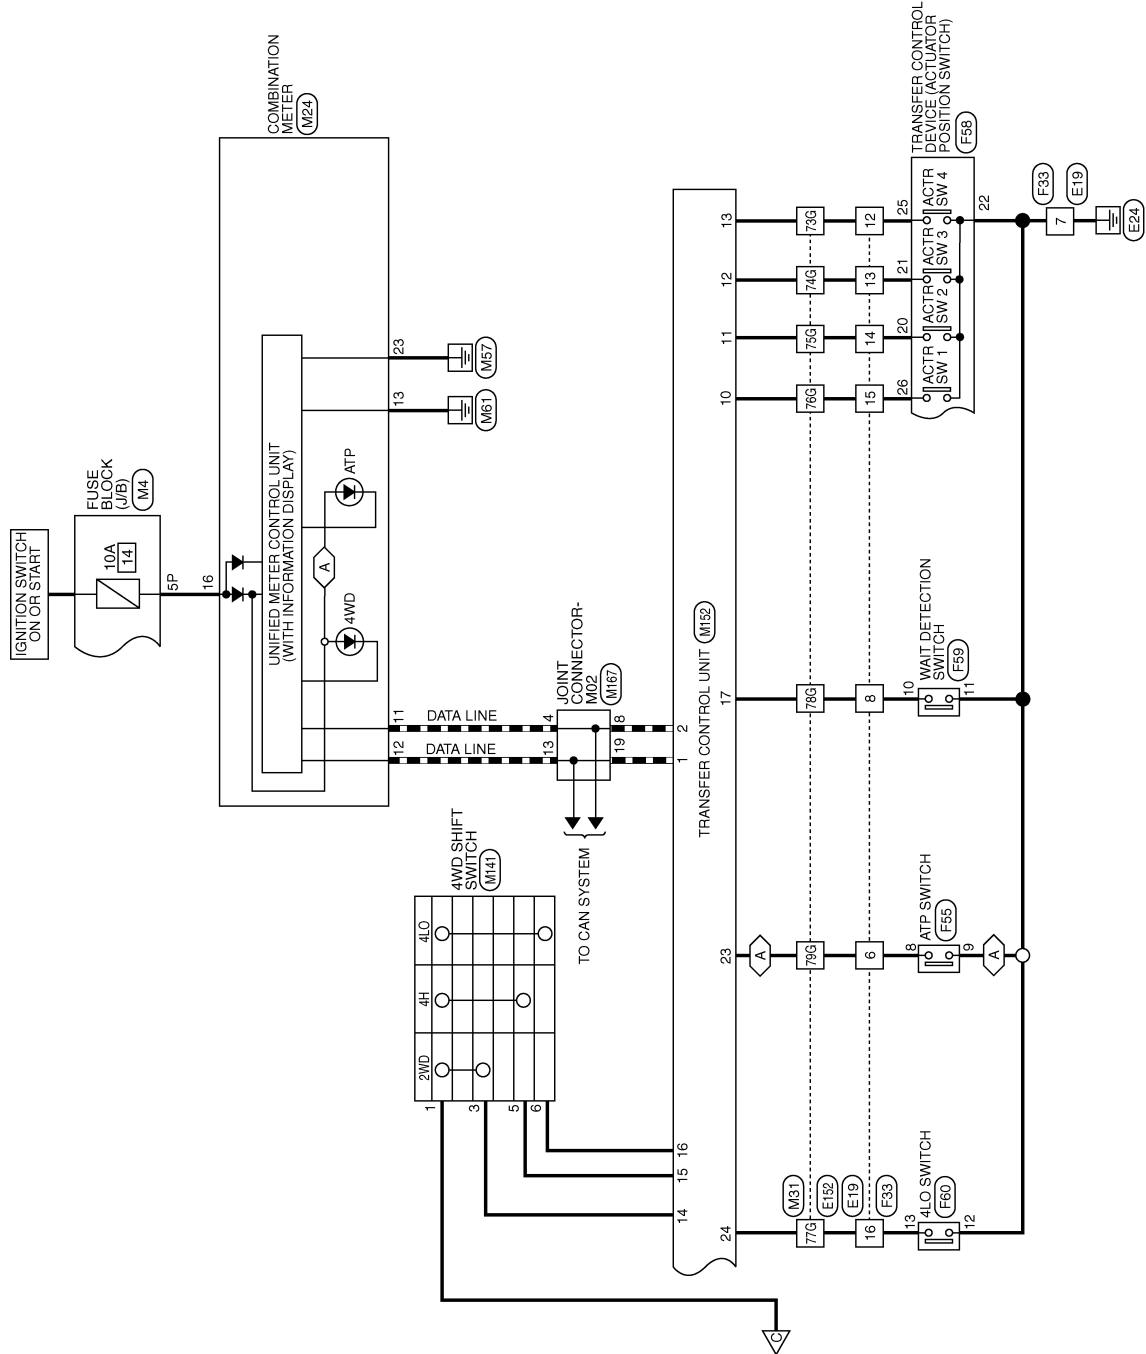 IGNITION SWITCH
ON OR START
FUSE
BLOCK
(J/B)
M4
10A
14
5P
16
COMBINATION
METER
M24
UNIFIED METER CONTROL UNIT
(WITH INFORMATION DISPLAY)
4WD
A
ATP
12
11
13
23
M61
M57
DATA LINE
DATA LINE
4WD SHIFT
SWITCH
M141
2WD
4H
4LO
1
3
5
6
JOINT
CONNECTOR-
M02
M167
13
4
19
8
TO CAN SYSTEM
14
15
16
1
2
TRANSFER CONTROL UNIT
M152
24
23
17
10
11
12
13
A
M31
E152
E19
F33
77G
79G
78G
76G
75G
74G
73G
16
6
8
15
14
13
12
13
4LO SWITCH
F60
12
8
ATP SWITCH
F55
9
A
10
WAIT DETECTION
SWITCH
F59
11
26
20
21
25
ACTR
SW 1
ACTR
SW 2
ACTR
SW 3
ACTR
SW 4
TRANSFER CONTROL
DEVICE (ACTUATOR
POSITION SWITCH)
F58
22
7
F33
E19
E24
C